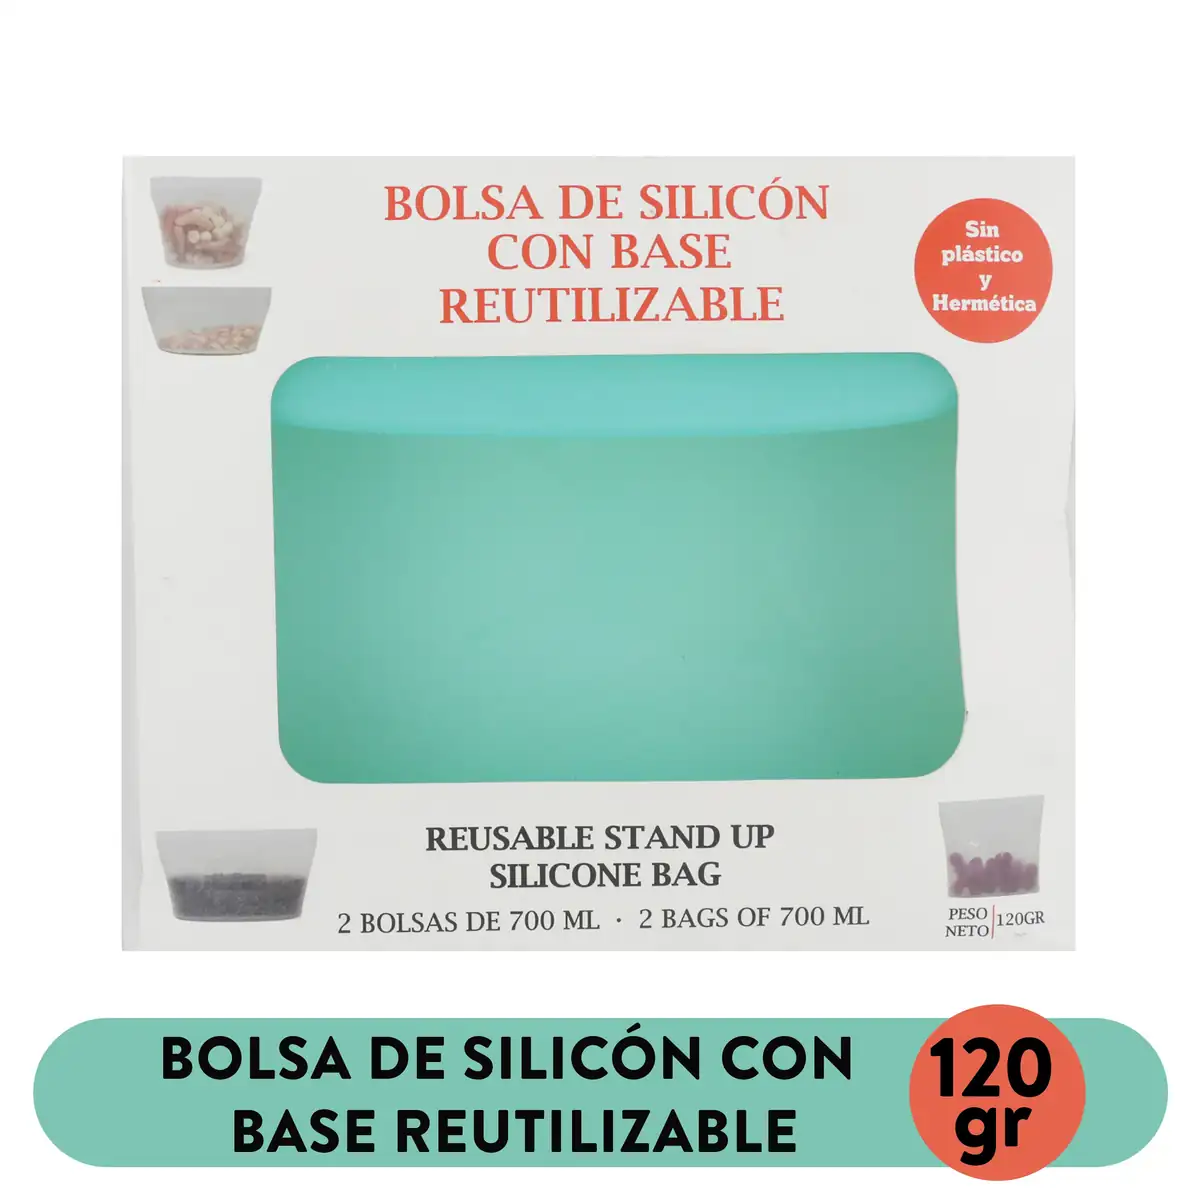 BOLSA DE SILICÓN
CON BASE
REUTILIZABLE
Sin
plástico
y
Hermética
REUSABLE STAND UP
SILICONE BAG
2 BOLSAS DE 700 ML · 2 BAGS OF 700 ML
PESO
NETO
120GR
BOLSA DE SILICÓN CON
BASE REUTILIZABLE
120
gr